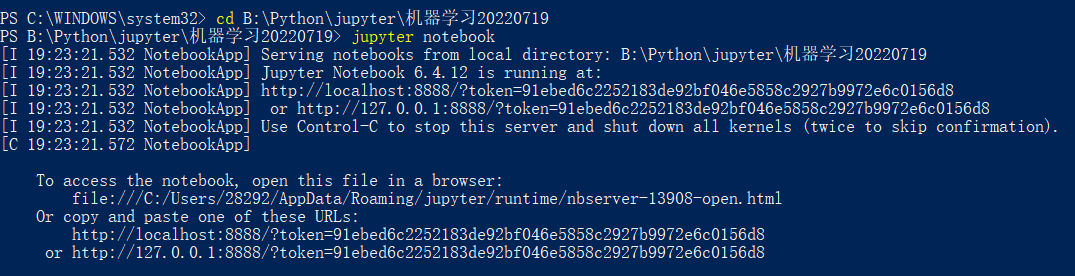 PS C:\WINDOWS\system32> cd B:\Python\jupyter\机器学习20220719
PS B:\Python\jupyter\机器学习20220719> jupyter notebook
[I 19:23:21.532 NotebookApp] Serving notebooks from local directory: B:\Python\jupyter\机器学习20220719
[I 19:23:21.532 NotebookApp] Jupyter Notebook 6.4.12 is running at:
[I 19:23:21.532 NotebookApp] http://localhost:8888/?token=91ebed6c2252183de92bf046e5858c2927b9972e6c0156d8
[I 19:23:21.532 NotebookApp]  or http://127.0.0.1:8888/?token=91ebed6c2252183de92bf046e5858c2927b9972e6c0156d8
[I 19:23:21.532 NotebookApp] Use Control-C to stop this server and shut down all kernels (twice to skip confirmation).
[C 19:23:21.572 NotebookApp]
To access the notebook, open this file in a browser:
file:///C:/Users/28292/AppData/Roaming/jupyter/runtime/nbserver-13908-open.html
Or copy and paste one of these URLs:
http://localhost:8888/?token=91ebed6c2252183de92bf046e5858c2927b9972e6c0156d8
or http://127.0.0.1:8888/?token=91ebed6c2252183de92bf046e5858c2927b9972e6c0156d8